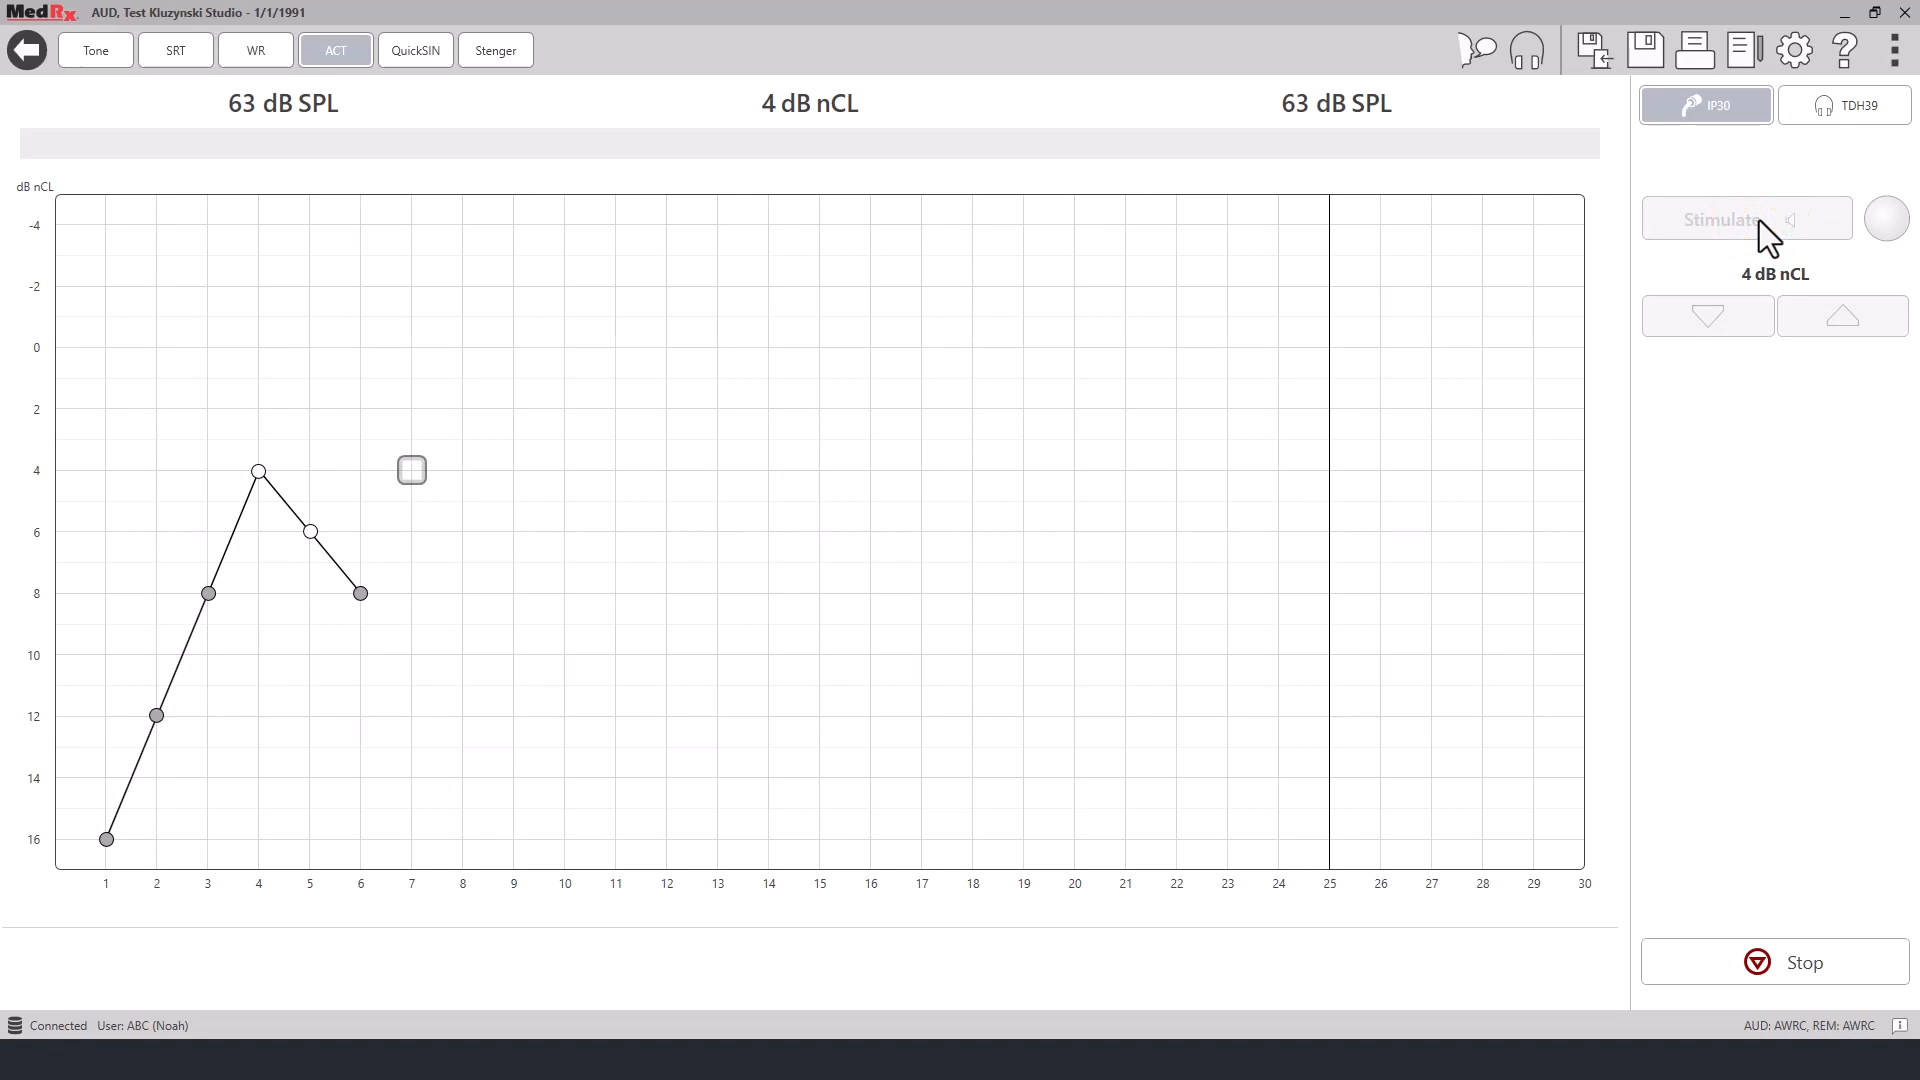 MedRx AUD, Test Kluzynski Studio - 1/1/1991
Tone SRT WR ACT QuickSIN Stenger
63 dB SPL 4 dB nCL 63 dB SPL
IP30 TDH39
dB nCL
-4
-2
0
2
4
6
8
10
12
14
16
1 2 3 4 5 6 7 8 9 10 11 12 13 14 15 16 17 18 19 20 21 22 23 24 25 26 27 28 29 30
Stimulate
4 dB nCL
Stop
Connected User: ABC (Noah) AUD: AWRC, REM: AWRC